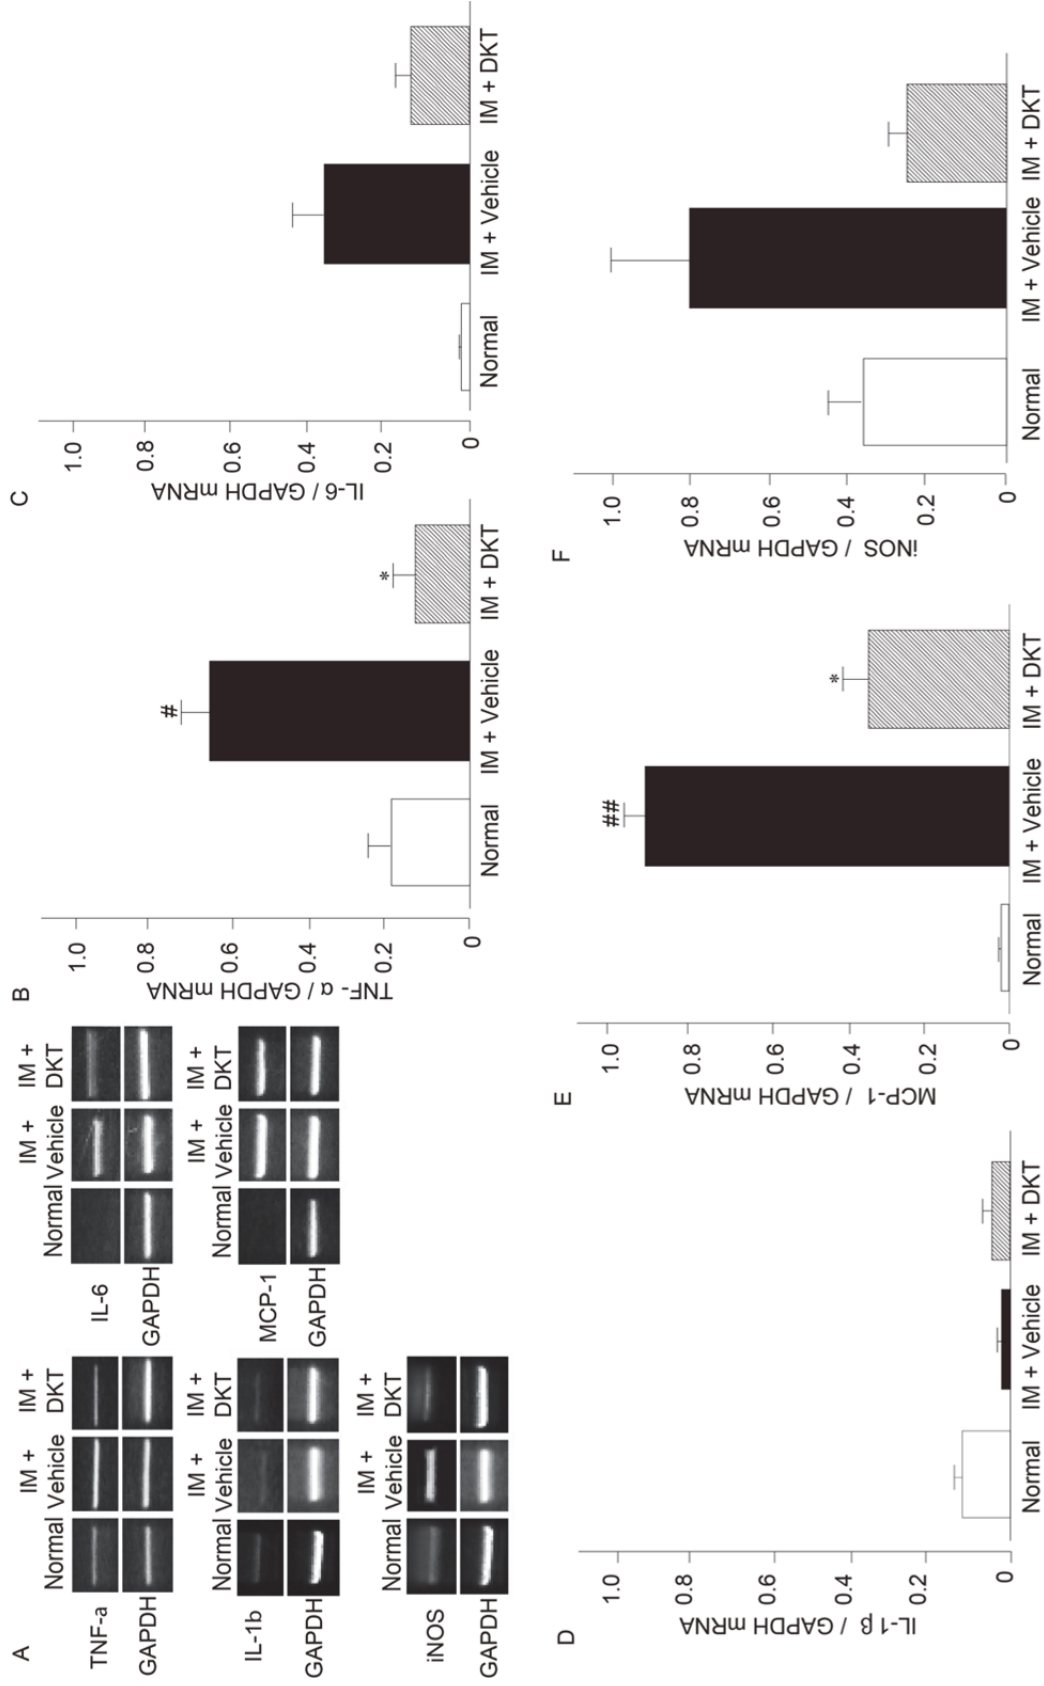 A
Normal
IM +
Vehicle
IM +
DKT
TNF-a
GAPDH
Normal
IM +
Vehicle
IM +
DKT
IL-6
GAPDH
Normal
IM +
Vehicle
IM +
DKT
IL-1b
GAPDH
Normal
IM +
Vehicle
IM +
DKT
MCP-1
GAPDH
Normal
IM +
Vehicle
IM +
DKT
iNOS
GAPDH
B
TNF- α / GAPDH mRNA
1.0
0.8
0.6
0.4
0.2
0
#
*
Normal
IM + Vehicle
IM + DKT
C
IL-6 / GAPDH mRNA
1.0
0.8
0.6
0.4
0.2
0
Normal
IM + Vehicle
IM + DKT
D
IL-1 β / GAPDH mRNA
1.0
0.8
0.6
0.4
0.2
0
Normal
IM + Vehicle
IM + DKT
E
MCP-1 / GAPDH mRNA
1.0
0.8
0.6
0.4
0.2
0
##
*
Normal
IM + Vehicle
IM + DKT
F
iNOS / GAPDH mRNA
1.0
0.8
0.6
0.4
0.2
0
Normal
IM + Vehicle
IM + DKT